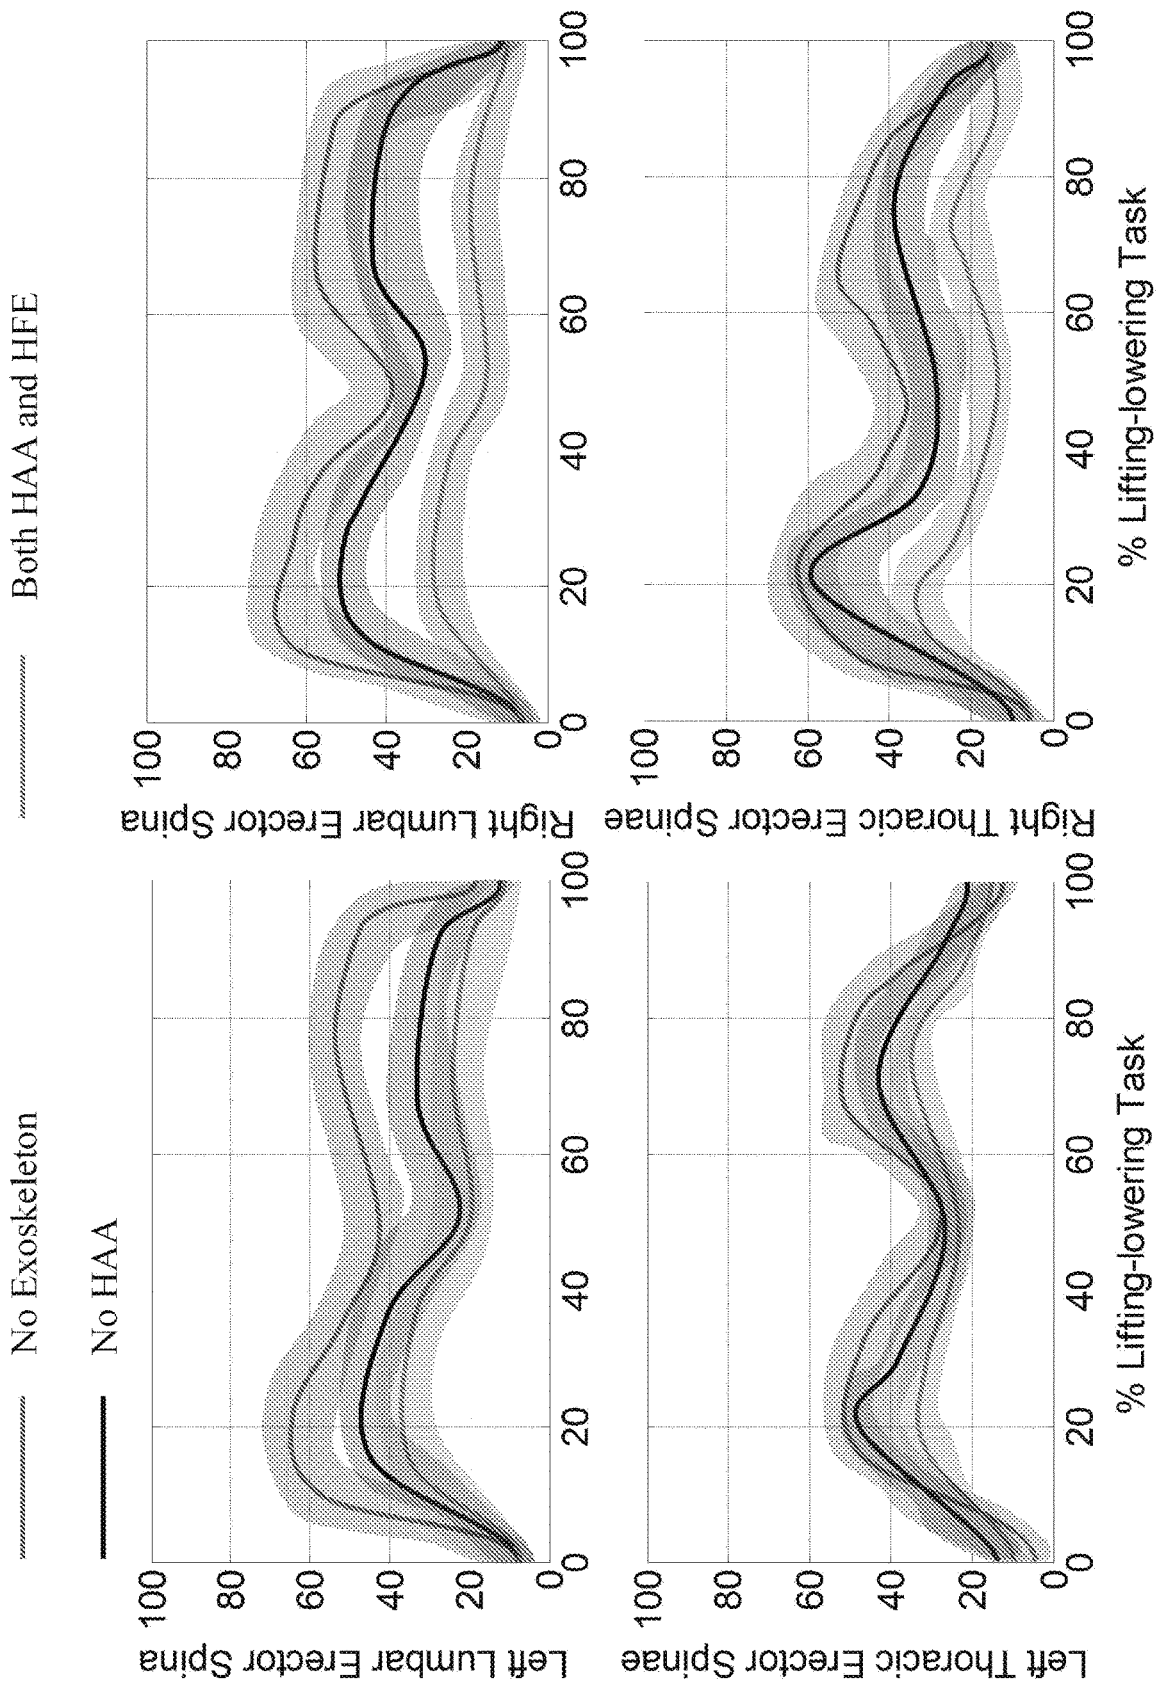 No Exoskeleton
Both HAA and HFE
No HAA
Left Lumbar Erector Spina
100
80
60
40
20
0
0 20 40 60 80 100
Right Lumbar Erector Spina
100
80
60
40
20
0
0 20 40 60 80 100
Left Thoracic Erector Spinae
100
80
60
40
20
0
0 20 40 60 80 100
% Lifting-lowering Task
Right Thoracic Erector Spinae
100
80
60
40
20
0
0 20 40 60 80 100
% Lifting-lowering Task